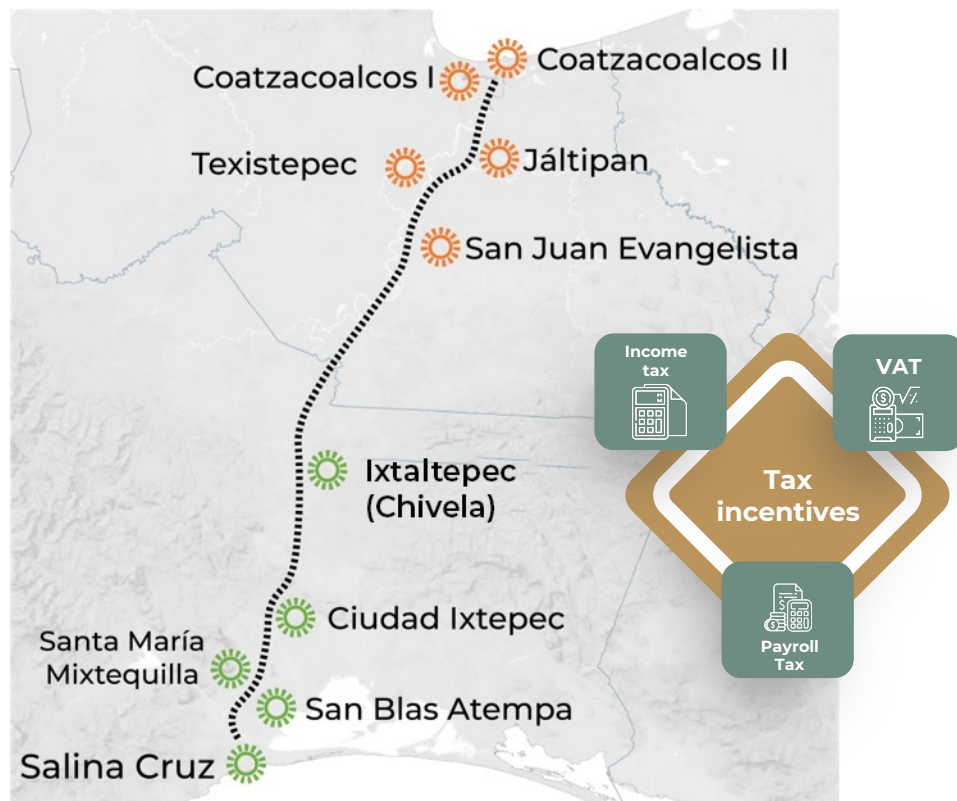 Coatzacoalcos I
Coatzacoalcos II
Texistepec
Jáltipan
San Juan Evangelista
Ixtaltepec
(Chivela)
Ciudad Ixtepec
Santa María
Mixtequilla
San Blas Atempa
Salina Cruz
Income
tax
VAT
Tax
incentives
Payroll
Tax